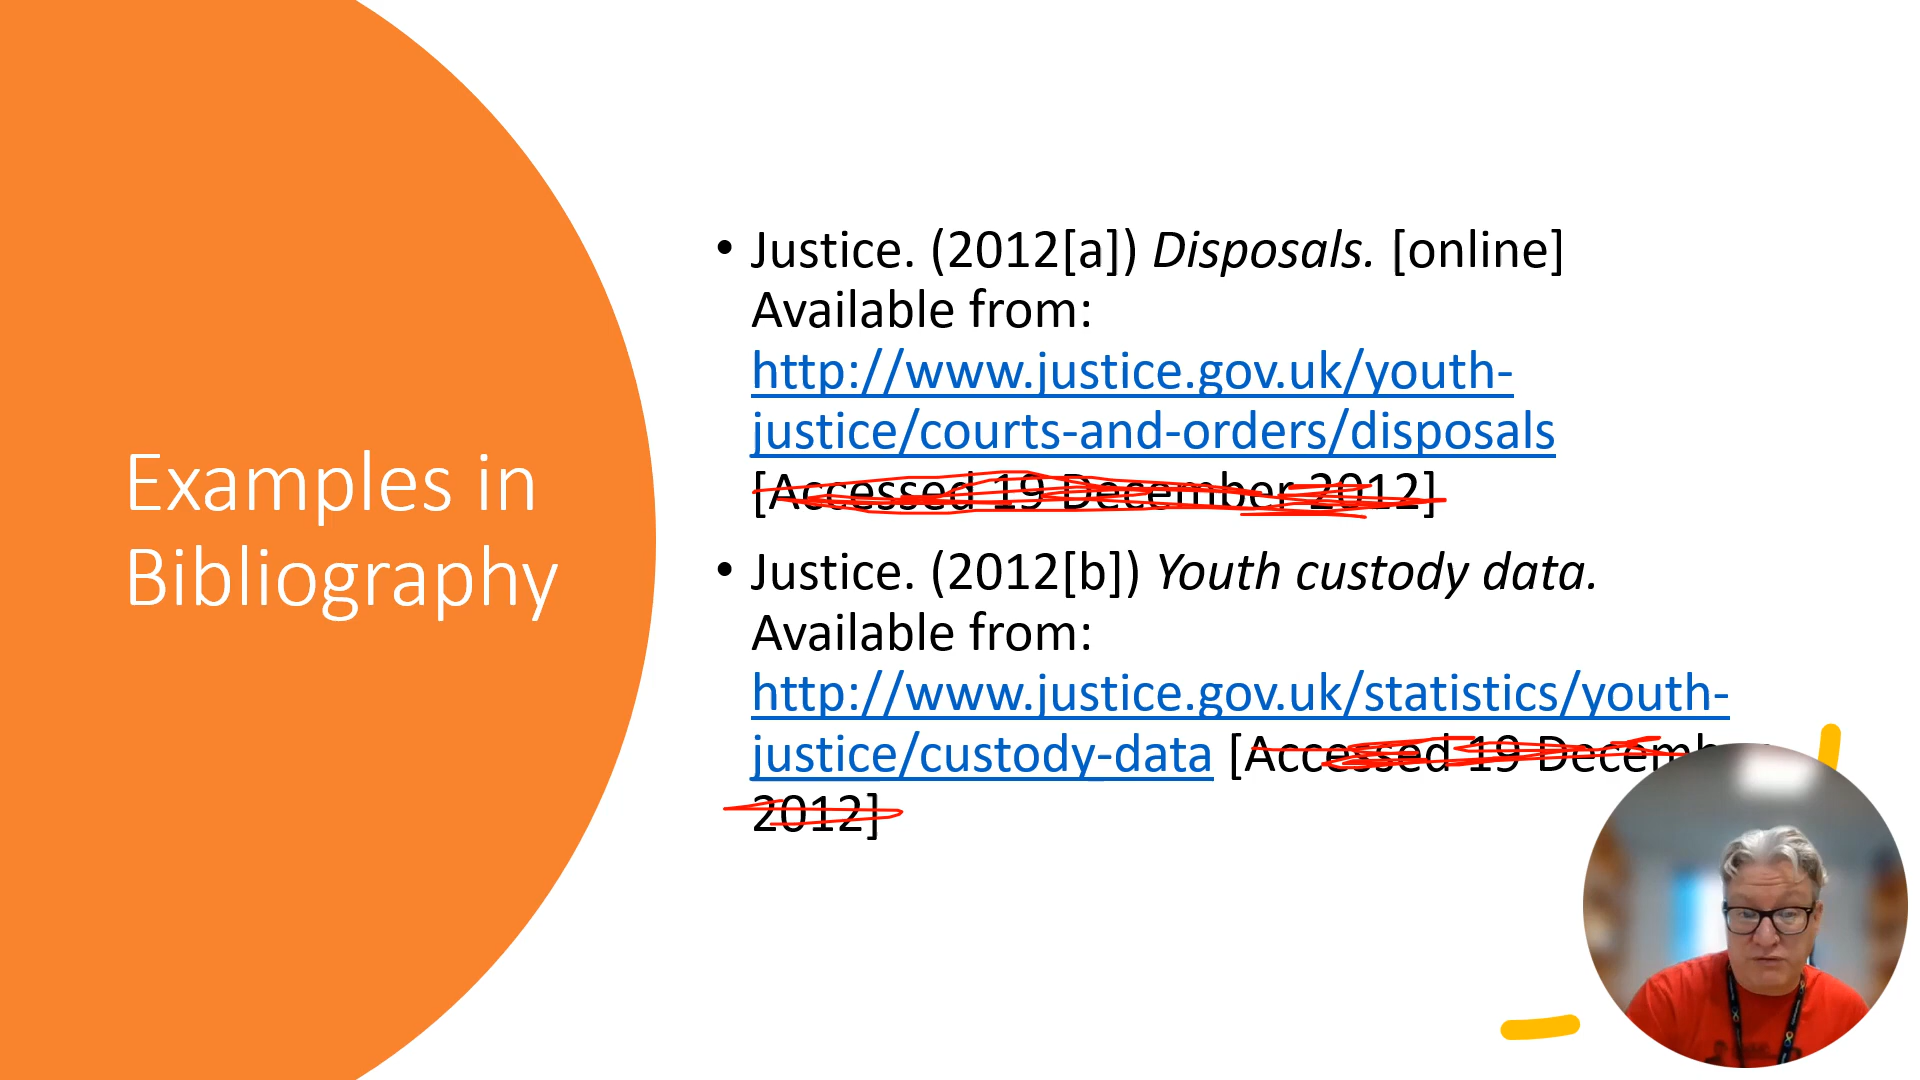 Examples in
Bibliography
• Justice. (2012[a]) Disposals. [online]
Available from:
http://www.justice.gov.uk/youth-
justice/courts-and-orders/disposals
[Accessed 19 December 2012]
• Justice. (2012[b]) Youth custody data.
Available from:
http://www.justice.gov.uk/statistics/youth-
justice/custody-data [Accessed 19
2012]